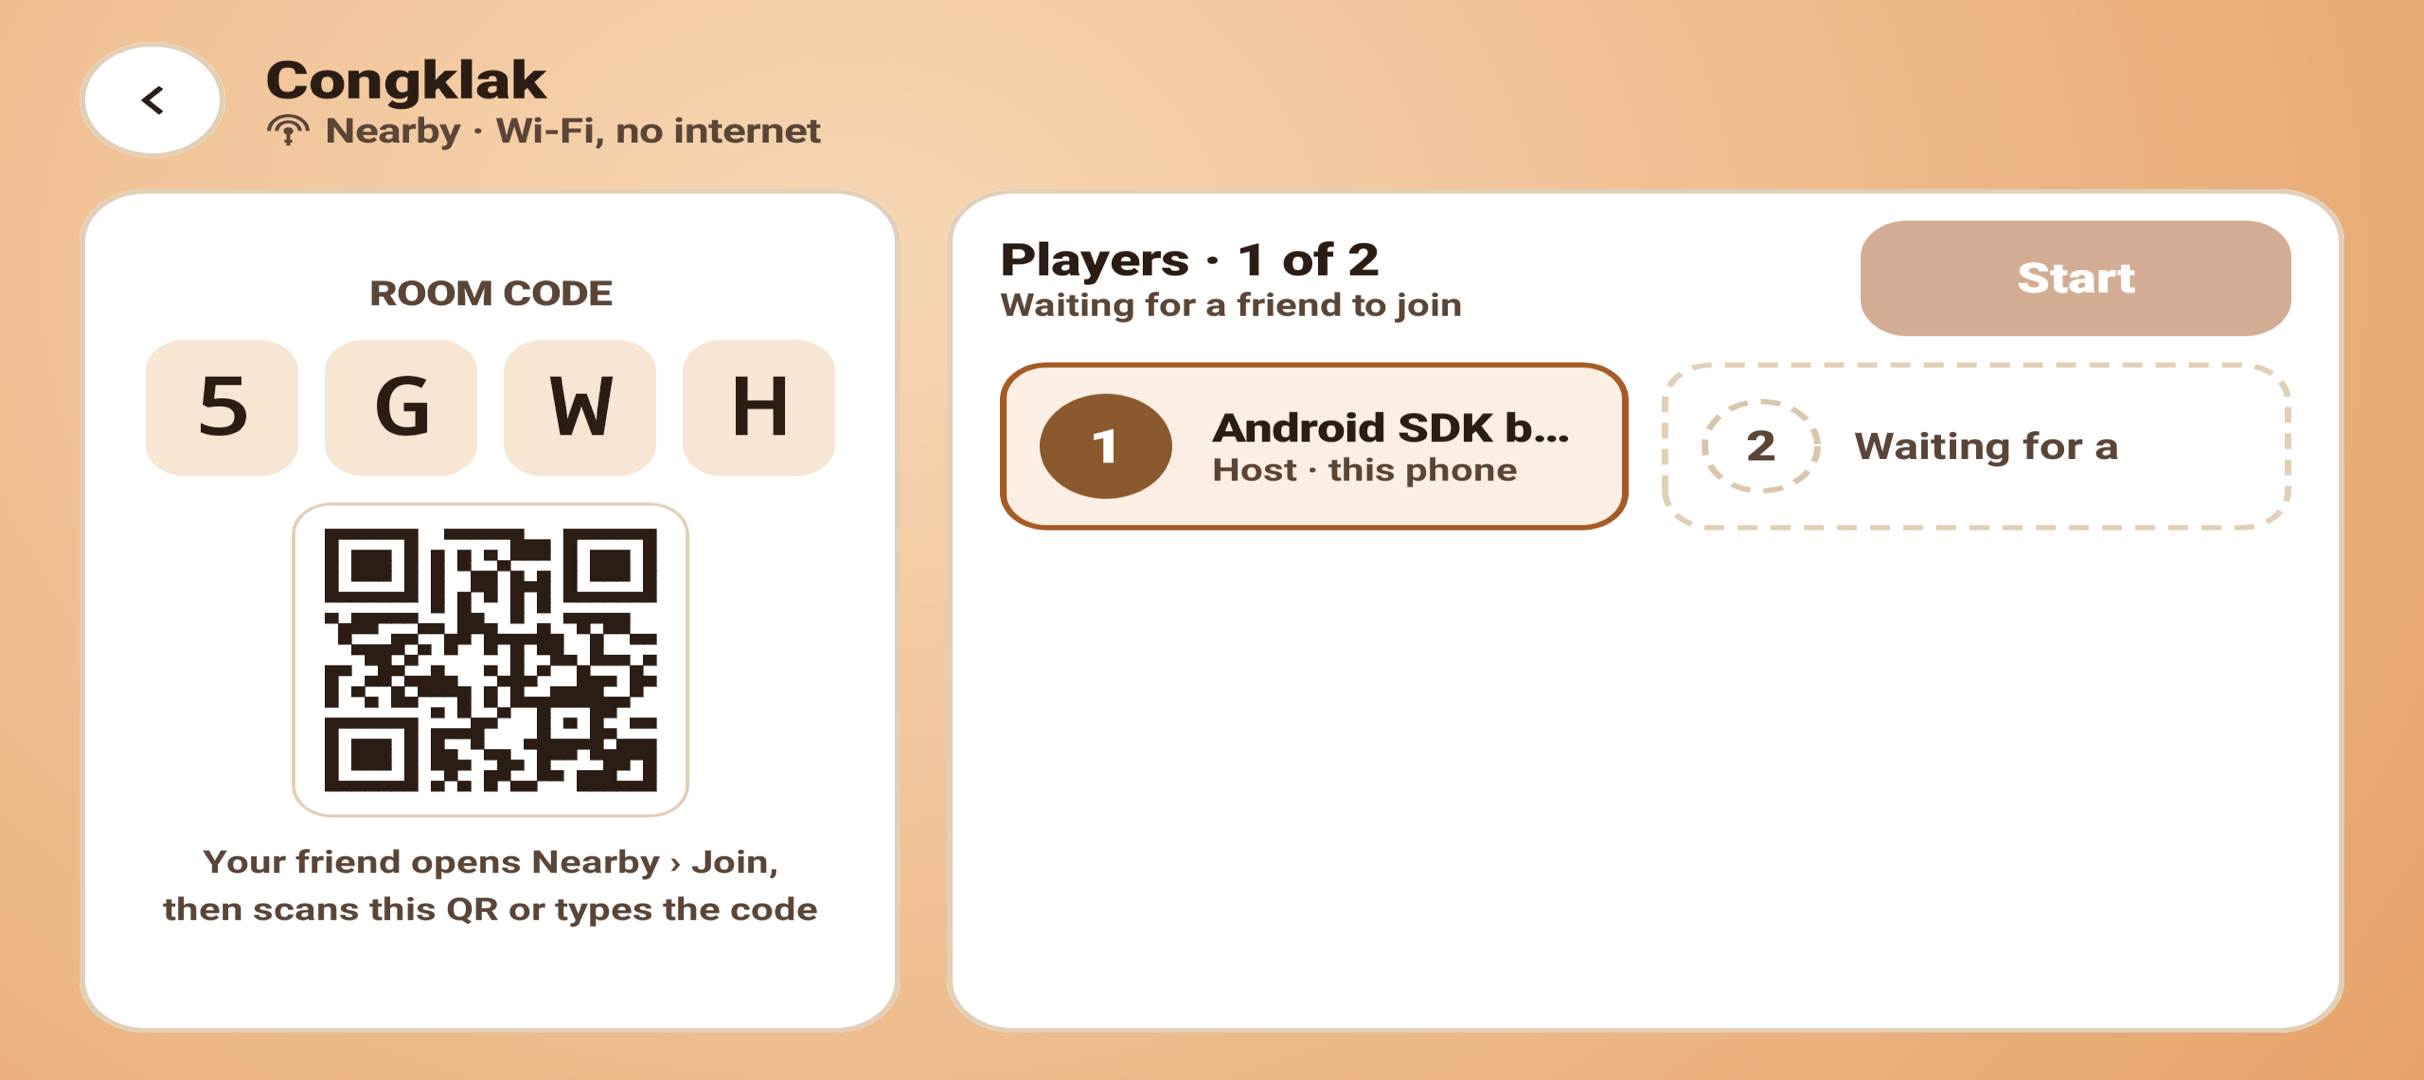 Congklak
Nearby · Wi-Fi, no internet
ROOM CODE
5 G W H
Your friend opens Nearby › Join,
then scans this QR or types the code
Players · 1 of 2
Waiting for a friend to join
Start
1
Android SDK b...
Host · this phone
2
Waiting for a